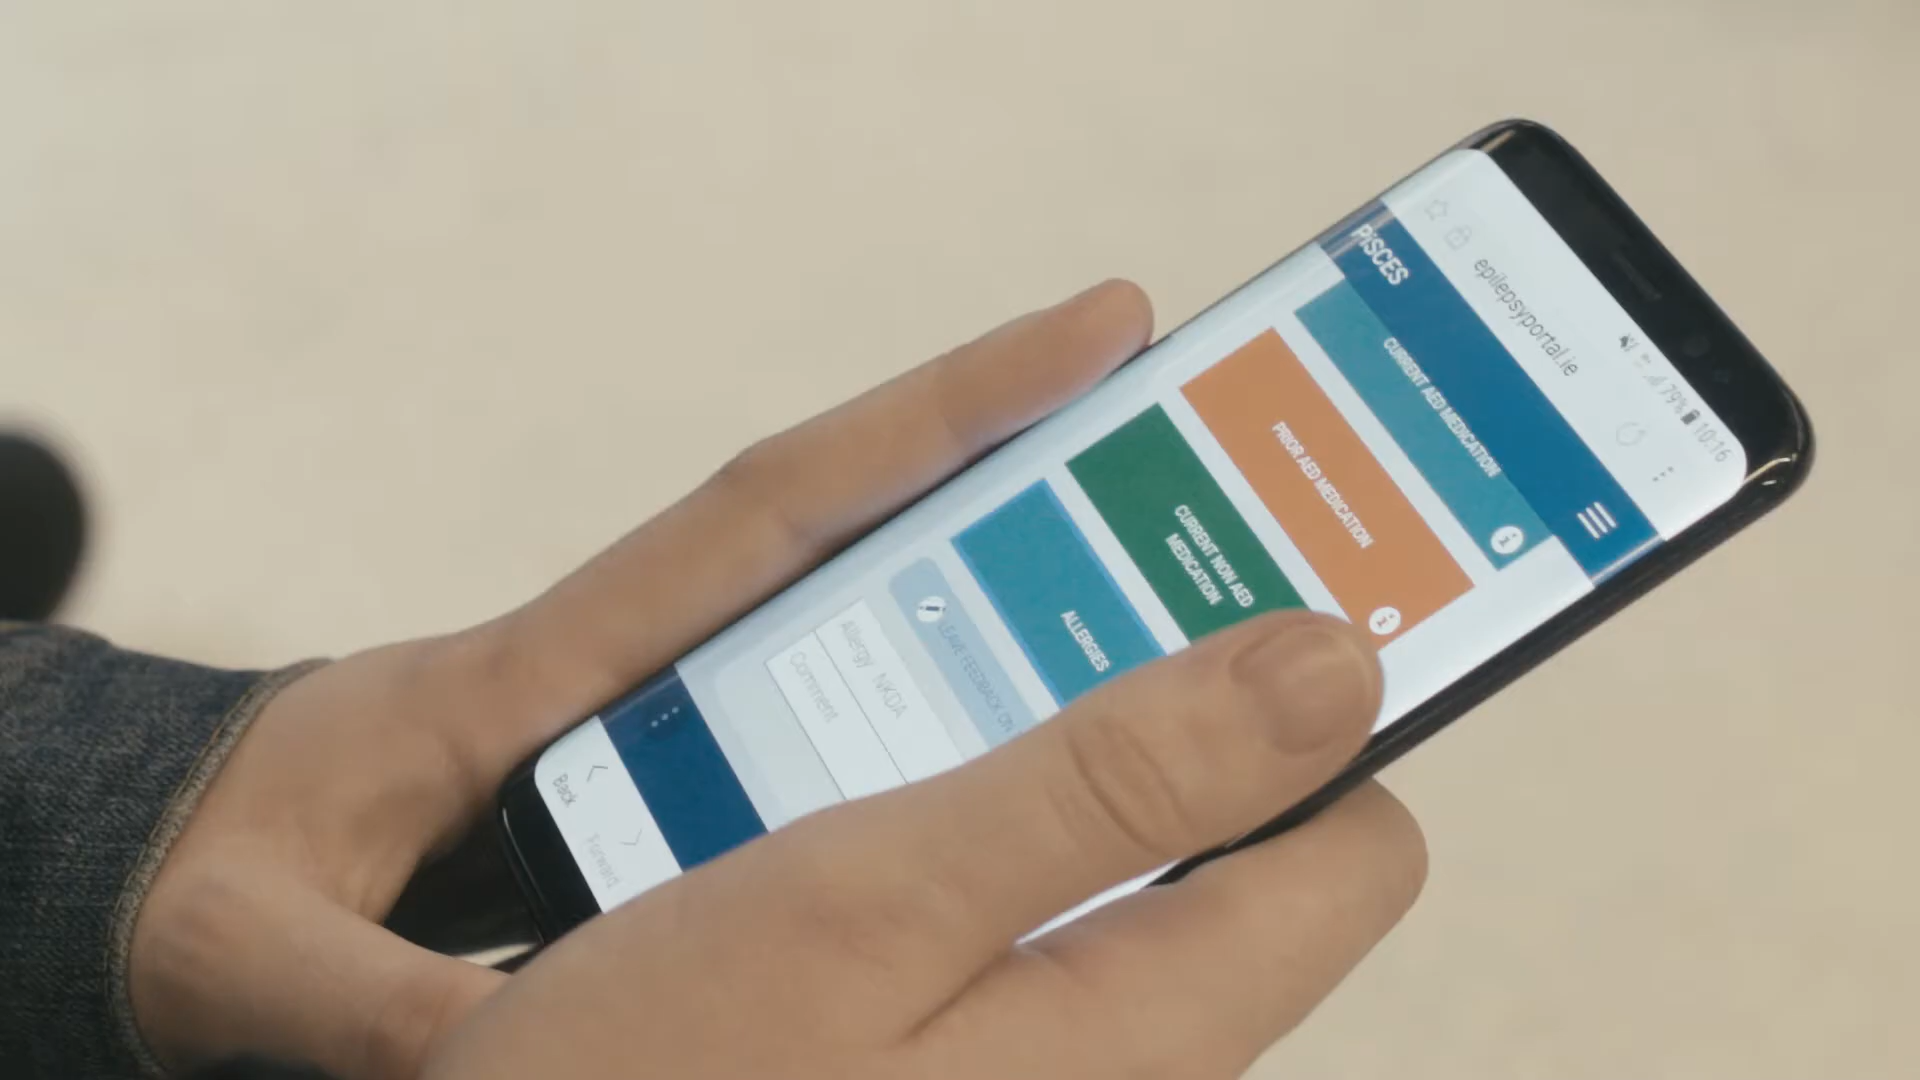 79% 10:16
epilepsyportal.ie
PiSCES
CURRENT AED MEDICATION
i
PRIOR AED MEDICATION
i
CURRENT NON AED
MEDICATION
ALLERGIES
LEAVE FEEDBACK ON
Allergy NKDA
Comment
Back
Forward